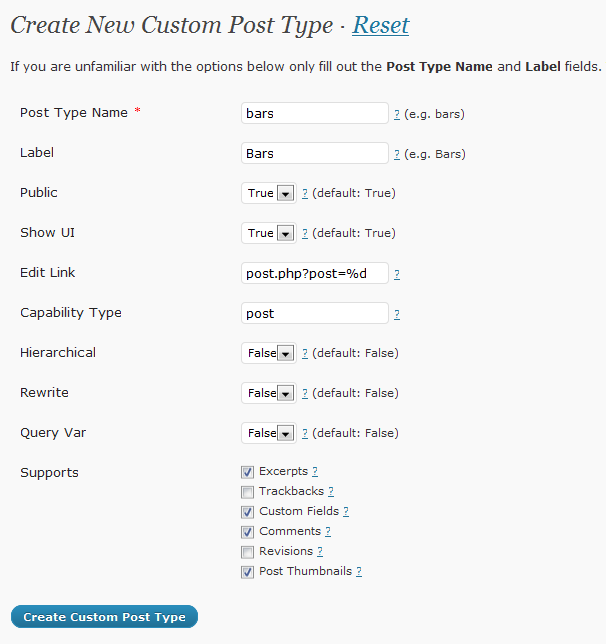 Create New Custom Post Type · Reset
If you are unfamiliar with the options below only fill out the Post Type Name and Label fields.
Post Type Name * bars ? (e.g. bars)
Label Bars ? (e.g. Bars)
Public True ? (default: True)
Show UI True ? (default: True)
Edit Link post.php?post=%d ?
Capability Type post ?
Hierarchical False ? (default: False)
Rewrite False ? (default: False)
Query Var False ? (default: False)
Supports Excerpts ?
Trackbacks ?
Custom Fields ?
Comments ?
Revisions ?
Post Thumbnails ?
Create Custom Post Type